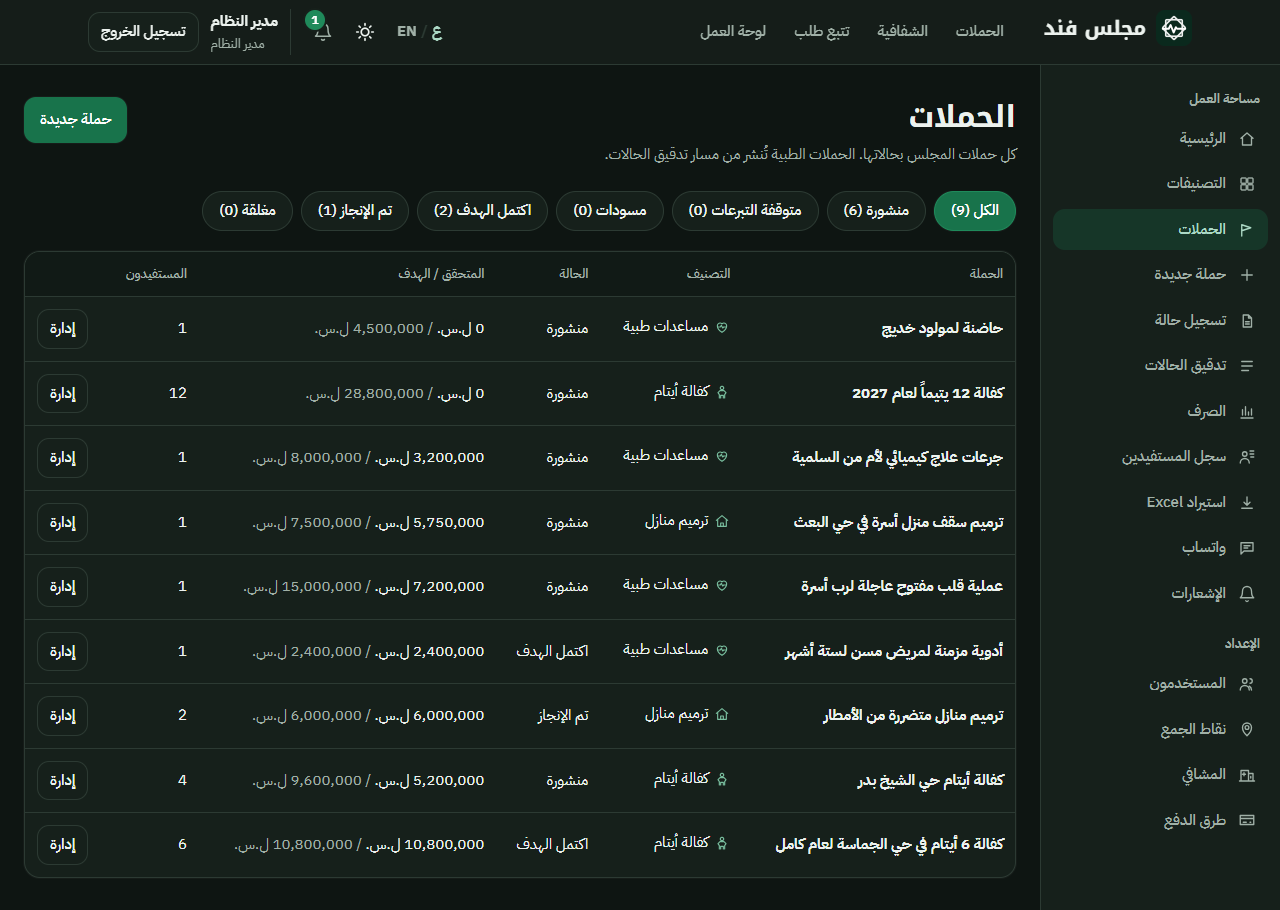 مجلس فند
الحملات
الشفافية
تتبع طلب
لوحة العمل
ع / EN
1
مدير النظام
مدير النظام
تسجيل الخروج
مساحة العمل
الرئيسية
التصنيفات
الحملات
حملة جديدة
تسجيل حالة
تدقيق الحالات
الصرف
سجل المستفيدين
استيراد Excel
واتساب
الإشعارات
الإعداد
المستخدمون
نقاط الجمع
المشافي
طرق الدفع
الحملات
حملة جديدة
كل حملات المجلس بحالاتها. الحملات الطبية تُنشر من مسار تدقيق الحالات.
الكل (9)
منشورة (6)
متوقفة التبرعات (0)
مسودات (0)
اكتمل الهدف (2)
تم الإنجاز (1)
مغلقة (0)
الحملة التصنيف الحالة المتحقق / الهدف المستفيدون
حاضنة لمولود خديج مساعدات طبية منشورة 0 ل.س. / 4,500,000 ل.س. 1 إدارة
كفالة 12 يتيماً لعام 2027 كفالة أيتام منشورة 0 ل.س. / 28,800,000 ل.س. 12 إدارة
جرعات علاج كيميائي لأم من السلمية مساعدات طبية منشورة 3,200,000 ل.س. / 8,000,000 ل.س. 1 إدارة
ترميم سقف منزل أسرة في حي البعث ترميم منازل منشورة 5,750,000 ل.س. / 7,500,000 ل.س. 1 إدارة
عملية قلب مفتوح عاجلة لرب أسرة مساعدات طبية منشورة 7,200,000 ل.س. / 15,000,000 ل.س. 1 إدارة
أدوية مزمنة لمريض مسن لستة أشهر مساعدات طبية اكتمل الهدف 2,400,000 ل.س. / 2,400,000 ل.س. 1 إدارة
ترميم منازل متضررة من الأمطار ترميم منازل تم الإنجاز 6,000,000 ل.س. / 6,000,000 ل.س. 2 إدارة
كفالة أيتام حي الشيخ بدر كفالة أيتام منشورة 5,200,000 ل.س. / 9,600,000 ل.س. 4 إدارة
كفالة 6 أيتام في حي الجماسة لعام كامل كفالة أيتام اكتمل الهدف 10,800,000 ل.س. / 10,800,000 ل.س. 6 إدارة